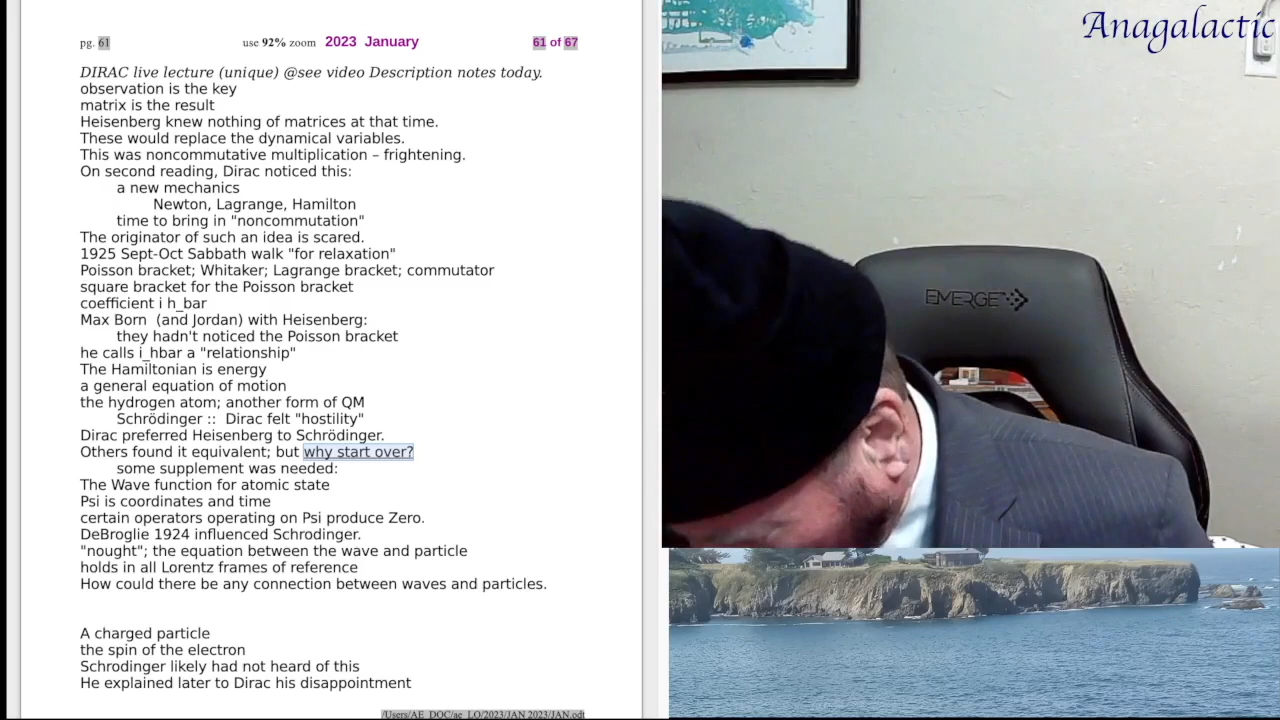 pg. 61 use 92% zoom 2023 January 61 of 67
DIRAC live lecture (unique) @see video Description notes today.
observation is the key
matrix is the result
Heisenberg knew nothing of matrices at that time.
These would replace the dynamical variables.
This was noncommutative multiplication – frightening.
On second reading, Dirac noticed this:
a new mechanics
Newton, Lagrange, Hamilton
time to bring in "noncommutation"
The originator of such an idea is scared.
1925 Sept-Oct Sabbath walk "for relaxation"
Poisson bracket; Whitaker; Lagrange bracket; commutator
square bracket for the Poisson bracket
coefficient i h_bar
Max Born (and Jordan) with Heisenberg:
they hadn't noticed the Poisson bracket
he calls i_hbar a "relationship"
The Hamiltonian is energy
a general equation of motion
the hydrogen atom; another form of QM
Schrödinger :: Dirac felt "hostility"
Dirac preferred Heisenberg to Schrödinger.
Others found it equivalent; but why start over?
some supplement was needed:
The Wave function for atomic state
Psi is coordinates and time
certain operators operating on Psi produce Zero.
DeBroglie 1924 influenced Schrodinger.
"nought"; the equation between the wave and particle
holds in all Lorentz frames of reference
How could there be any connection between waves and particles.
A charged particle
the spin of the electron
Schrodinger likely had not heard of this
He explained later to Dirac his disappointment
/Users/AE_DOC/ae_LO/2023/JAN 2023/JAN.odt
Anagalactic
EMERGE